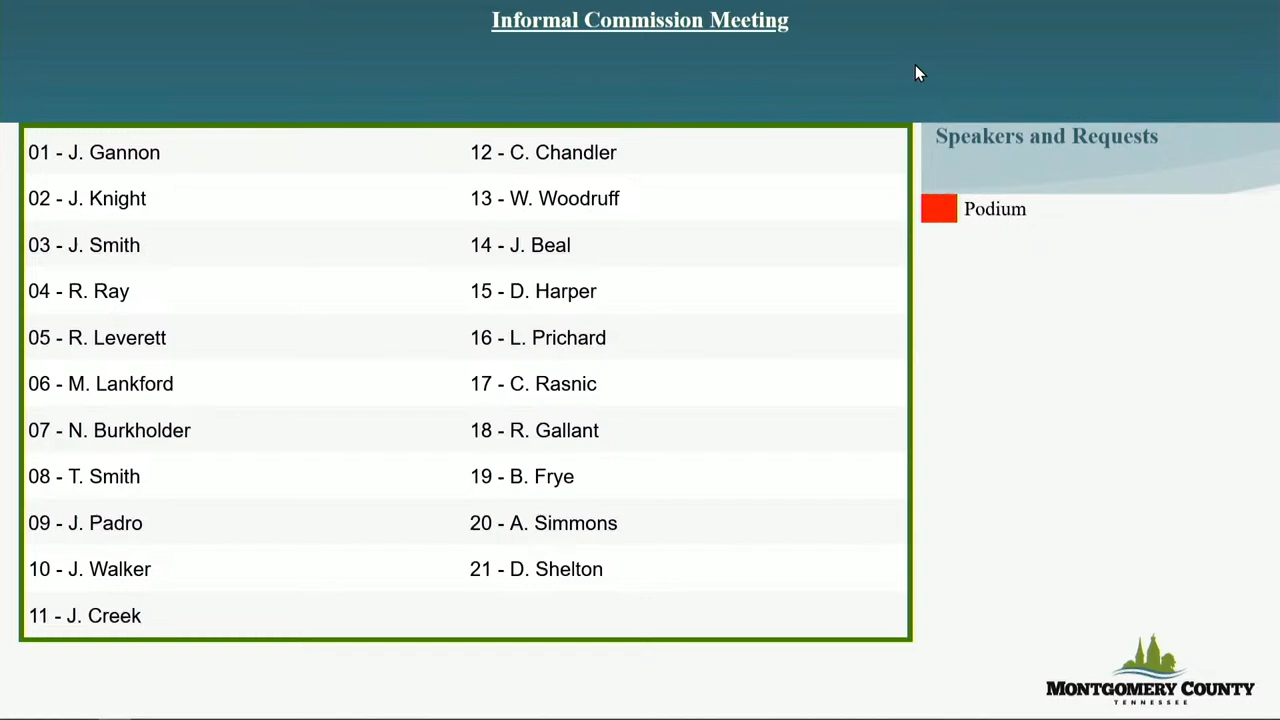 Informal Commission Meeting
01 - J. Gannon
02 - J. Knight
03 - J. Smith
04 - R. Ray
05 - R. Leverett
06 - M. Lankford
07 - N. Burkholder
08 - T. Smith
09 - J. Padro
10 - J. Walker
11 - J. Creek
12 - C. Chandler
13 - W. Woodruff
14 - J. Beal
15 - D. Harper
16 - L. Prichard
17 - C. Rasnic
18 - R. Gallant
19 - B. Frye
20 - A. Simmons
21 - D. Shelton
Speakers and Requests
Podium
MONTGOMERY COUNTY
TENNESSEE